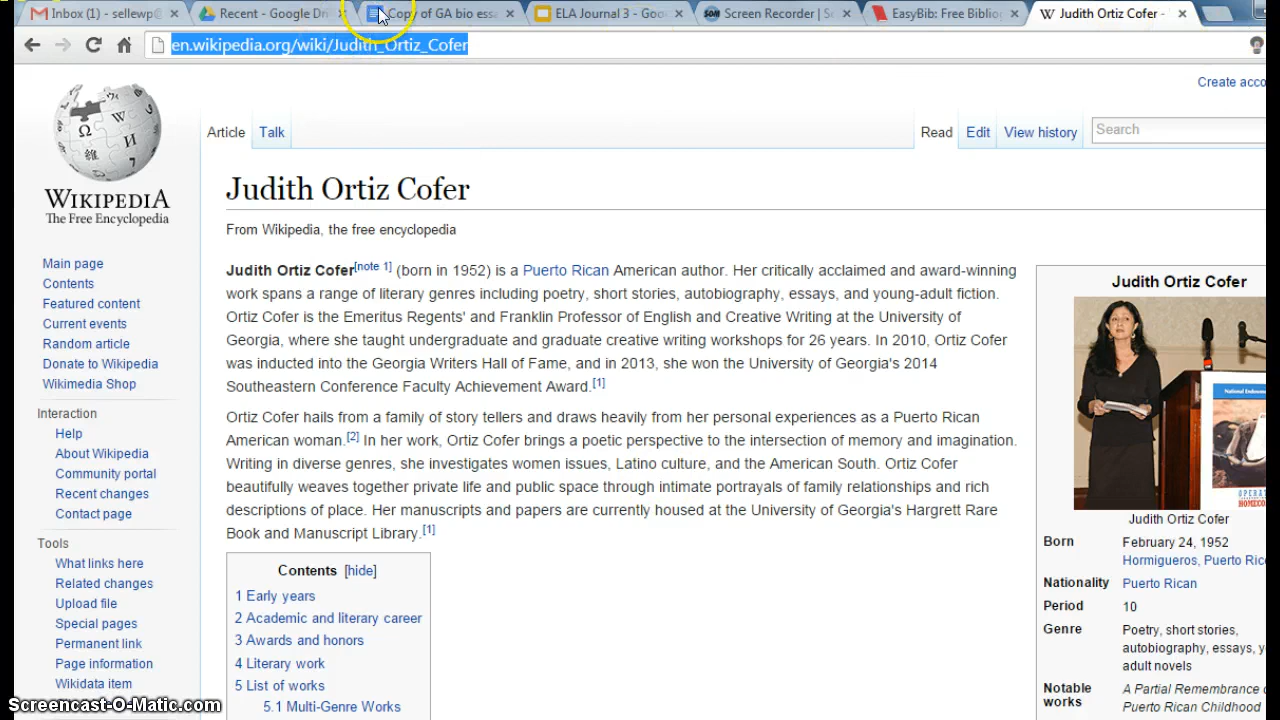 Inbox (1) - sellewp
Recent - Google Dri
Copy of GA bio ess
ELA Journal 3 - Goo
Screen Recorder | S
EasyBib: Free Biblio
Judith Ortiz Cofer -
en.wikipedia.org/wiki/Judith_Ortiz_Cofer
Create acco
Article Talk
Read Edit View history Search
WIKIPEDIA
The Free Encyclopedia
Main page
Contents
Featured content
Current events
Random article
Donate to Wikipedia
Wikimedia Shop
Interaction
Help
About Wikipedia
Community portal
Recent changes
Contact page
Tools
What links here
Related changes
Upload file
Special pages
Permanent link
Page information
Wikidata item
Judith Ortiz Cofer
From Wikipedia, the free encyclopedia
Judith Ortiz Cofer[note 1] (born in 1952) is a Puerto Rican American author. Her critically acclaimed and award-winning
work spans a range of literary genres including poetry, short stories, autobiography, essays, and young-adult fiction.
Ortiz Cofer is the Emeritus Regents' and Franklin Professor of English and Creative Writing at the University of
Georgia, where she taught undergraduate and graduate creative writing workshops for 26 years. In 2010, Ortiz Cofer
was inducted into the Georgia Writers Hall of Fame, and in 2013, she won the University of Georgia's 2014
Southeastern Conference Faculty Achievement Award.[1]
Ortiz Cofer hails from a family of story tellers and draws heavily from her personal experiences as a Puerto Rican
American woman.[2] In her work, Ortiz Cofer brings a poetic perspective to the intersection of memory and imagination.
Writing in diverse genres, she investigates women issues, Latino culture, and the American South. Ortiz Cofer
beautifully weaves together private life and public space through intimate portrayals of family relationships and rich
descriptions of place. Her manuscripts and papers are currently housed at the University of Georgia's Hargrett Rare
Book and Manuscript Library.[1]
Contents [hide]
1 Early years
2 Academic and literary career
3 Awards and honors
4 Literary work
5 List of works
5.1 Multi-Genre Works
Judith Ortiz Cofer
Judith Ortiz Cofer
Born February 24, 1952
Hormigueros, Puerto Ric
Nationality Puerto Rican
Period 10
Genre Poetry, short stories,
autobiography, essays, y
adult novels
Notable works A Partial Remembrance
Puerto Rican Childhood
Screencast-O-Matic.com